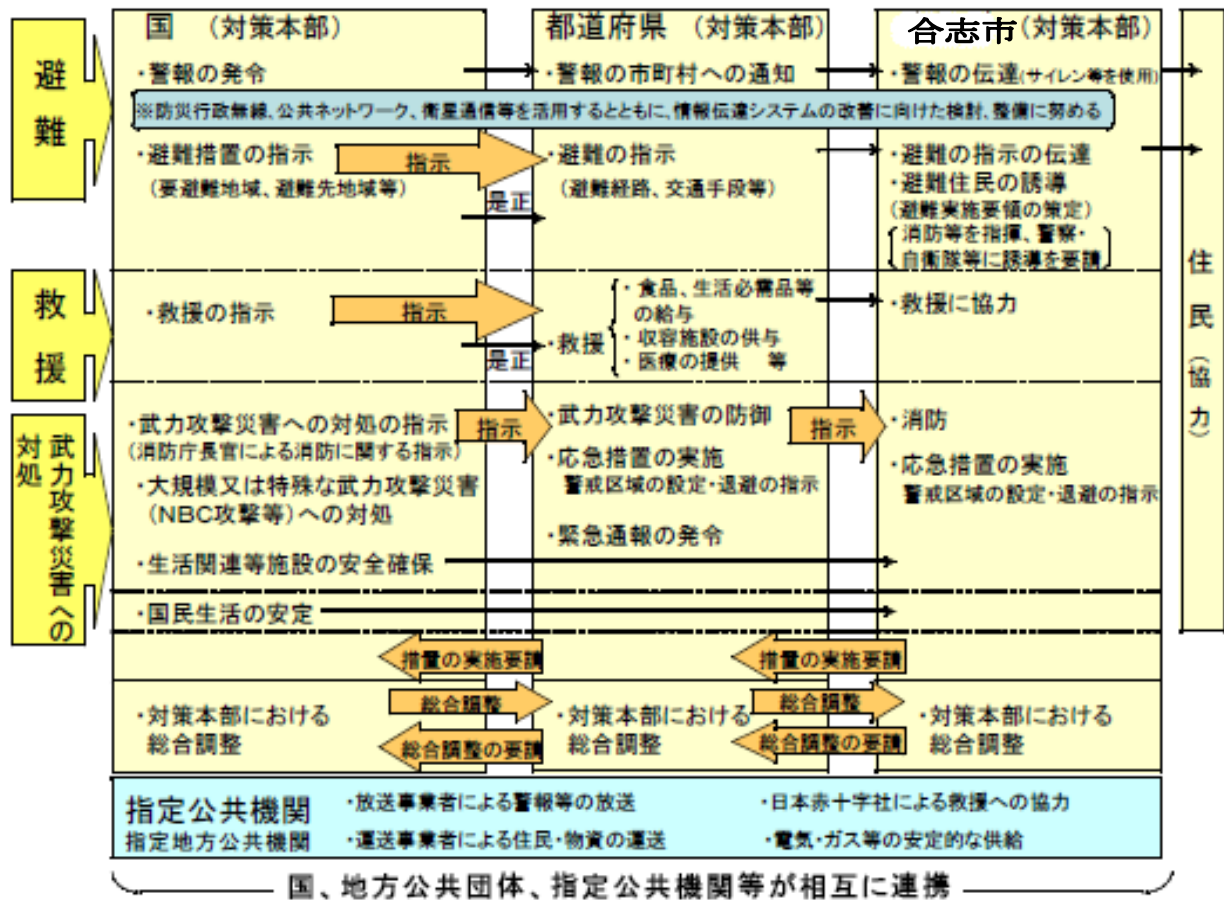 国 (対策本部)
都道府県 (対策本部)
合志市(対策本部)
避難
・警報の発令
・警報の市町村への通知
・警報の伝達(サイレン等を使用)
※防災行政無線、公共ネットワーク、衛星通信等を活用するとともに、情報伝達システムの改善に向けた検討、整備に努める
・避難措置の指示
(要避難地域、避難先地域等)
指示
是正
・避難の指示
(避難経路、交通手段等)
・避難の指示の伝達
・避難住民の誘導
(避難実施要領の策定)
消防等を指揮、警察・
自衛隊等に誘導を要請
住民(協力)
救援
・救援の指示
指示
是正
・救援
・食品、生活必需品等
の給与
・収容施設の供与
・医療の提供 等
・救援に協力
武力攻撃災害への
対処
・武力攻撃災害への対処の指示
(消防庁長官による消防に関する指示)
・大規模又は特殊な武力攻撃災害
(NBC攻撃等)への対処
指示
・武力攻撃災害の防御
・応急措置の実施
警戒区域の設定・退避の指示
・緊急通報の発令
指示
・消防
・応急措置の実施
警戒区域の設定・退避の指示
・生活関連等施設の安全確保
・国民生活の安定
措置の実施要請
措置の実施要請
・対策本部における
総合調整
総合調整
総合調整の要請
・対策本部における
総合調整
総合調整
総合調整の要請
・対策本部における
総合調整
指定公共機関
指定地方公共機関
・放送事業者による警報等の放送
・日本赤十字社による救援への協力
・運送事業者による住民・物資の運送
・電気・ガス等の安定的な供給
国、地方公共団体、指定公共機関等が相互に連携